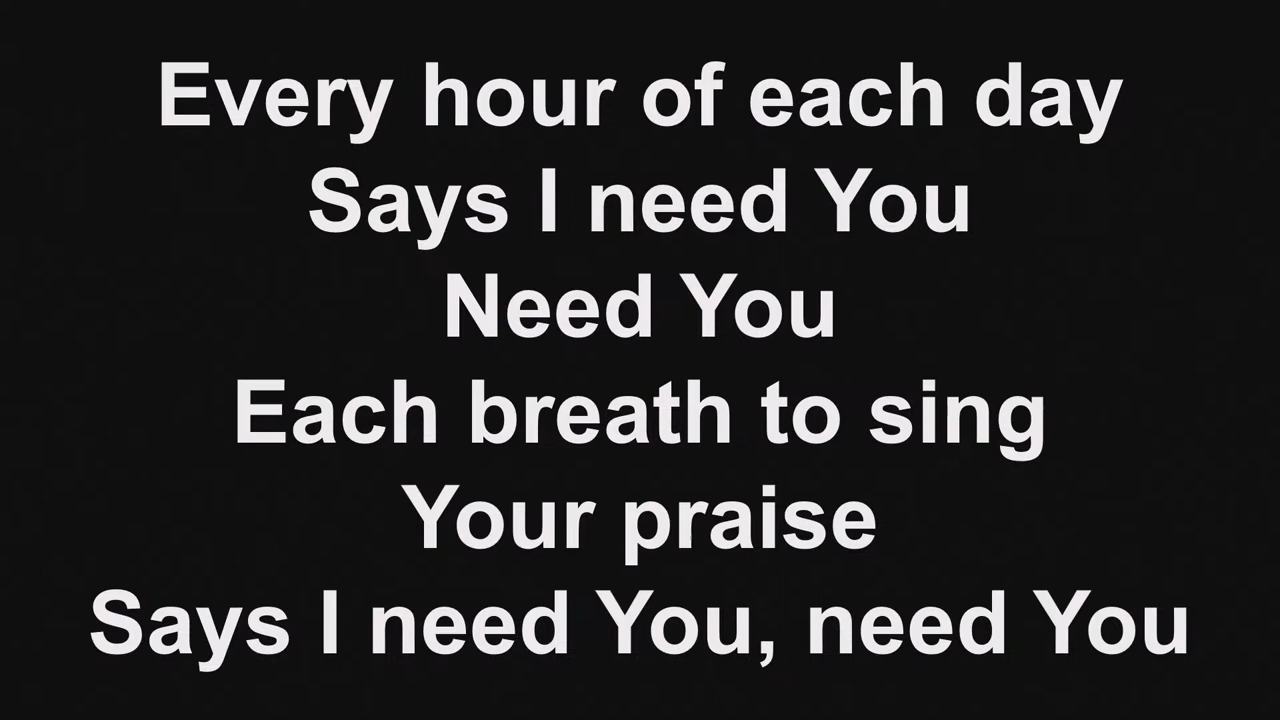 Every hour of each day
Says I need You
Need You
Each breath to sing
Your praise
Says I need You, need You